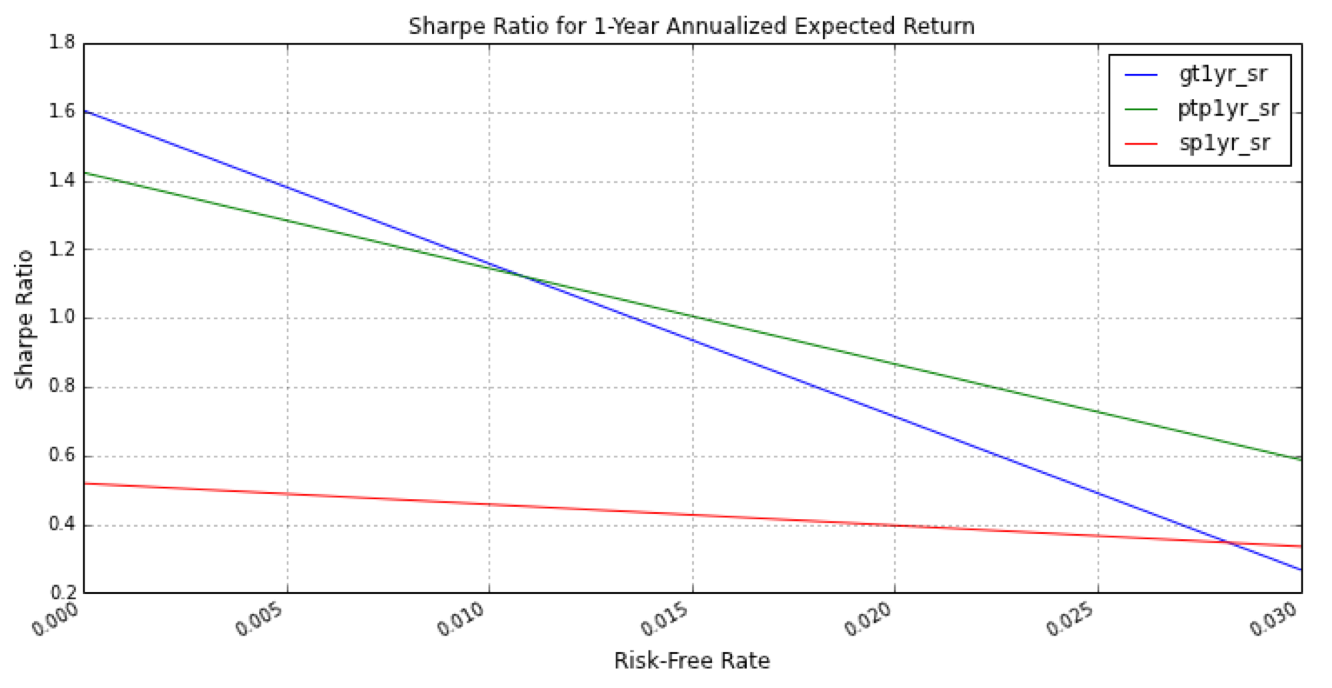 Sharpe Ratio for 1-Year Annualized Expected Return
1.8
1.6
1.4
1.2
1.0
0.8
0.6
0.4
0.2
Sharpe Ratio
gt1yr_sr
ptp1yr_sr
sp1yr_sr
0.000 0.005 0.010 0.015 0.020 0.025 0.030
Risk-Free Rate